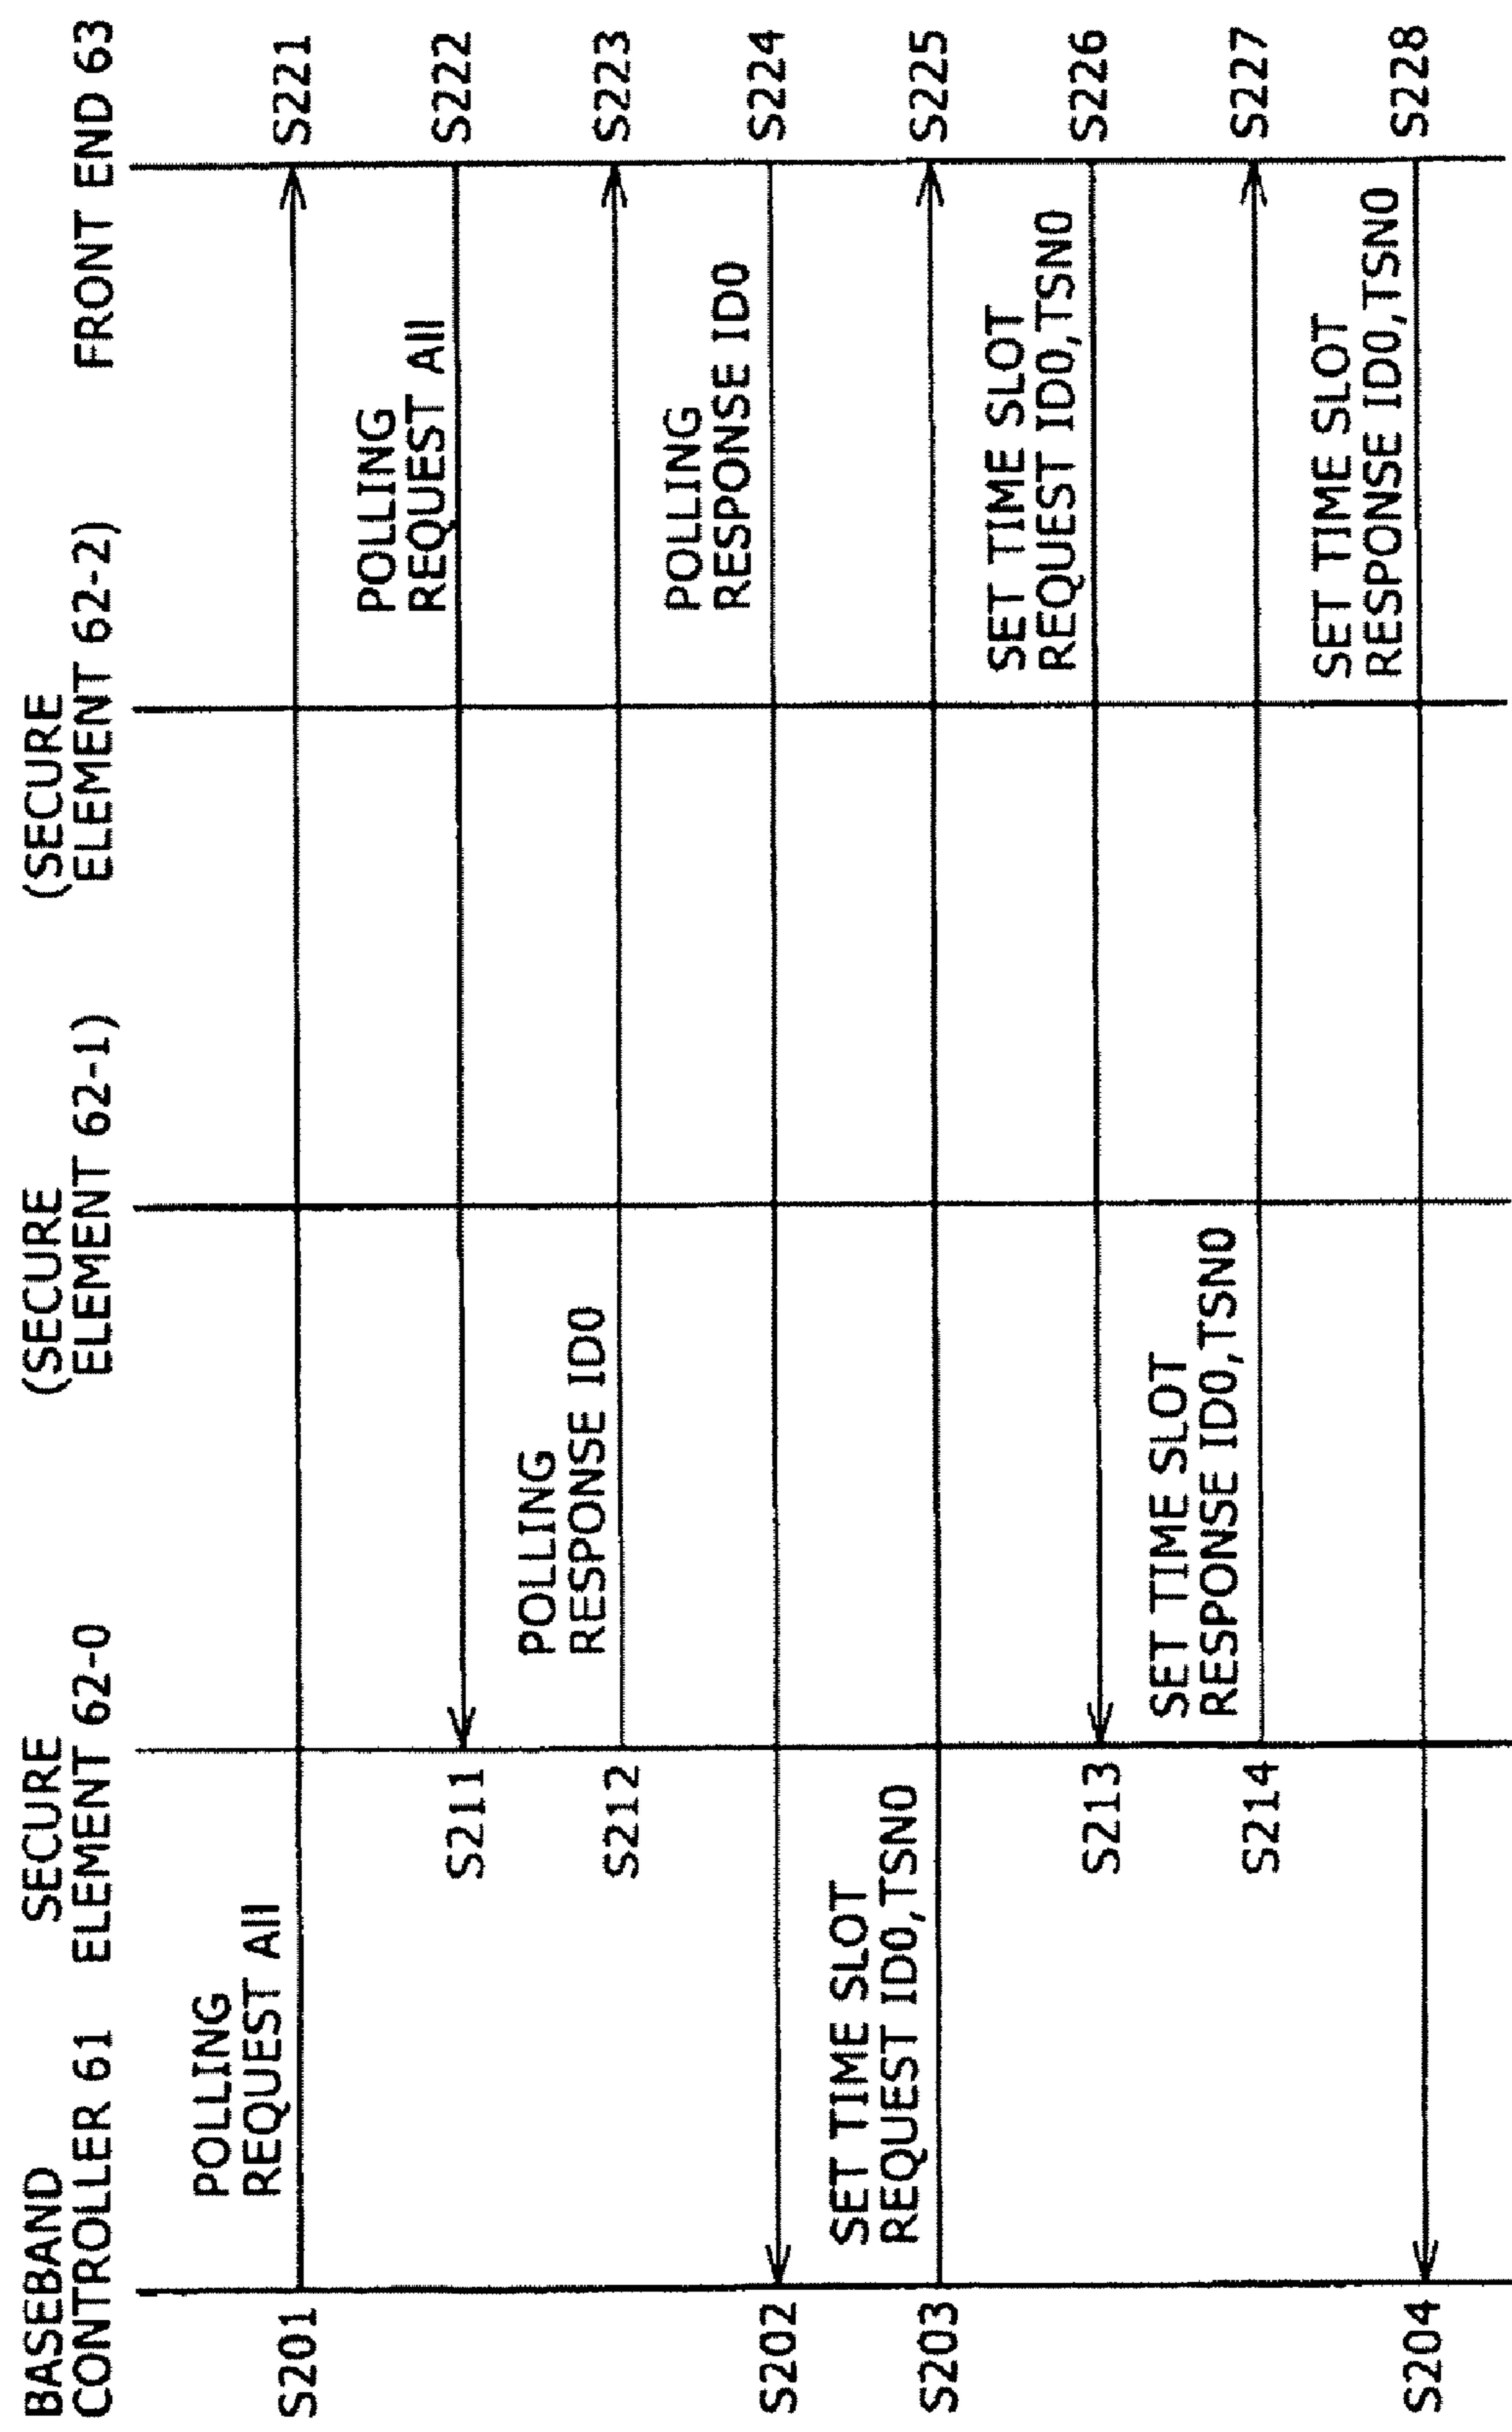 BASEBAND
CONTROLLER 61
SECURE
ELEMENT 62-0
(SECURE
ELEMENT 62-1)
(SECURE
ELEMENT 62-2)
FRONT END 63
S201
POLLING
REQUEST All
S221
S211
POLLING
REQUEST All
S222
S212
POLLING
RESPONSE ID0
S223
S202
POLLING
RESPONSE ID0
S224
S203
SET TIME SLOT
REQUEST ID0,TSN0
S225
S213
SET TIME SLOT
REQUEST ID0,TSN0
S226
S214
SET TIME SLOT
RESPONSE ID0,TSN0
S227
S204
SET TIME SLOT
RESPONSE ID0,TSN0
S228